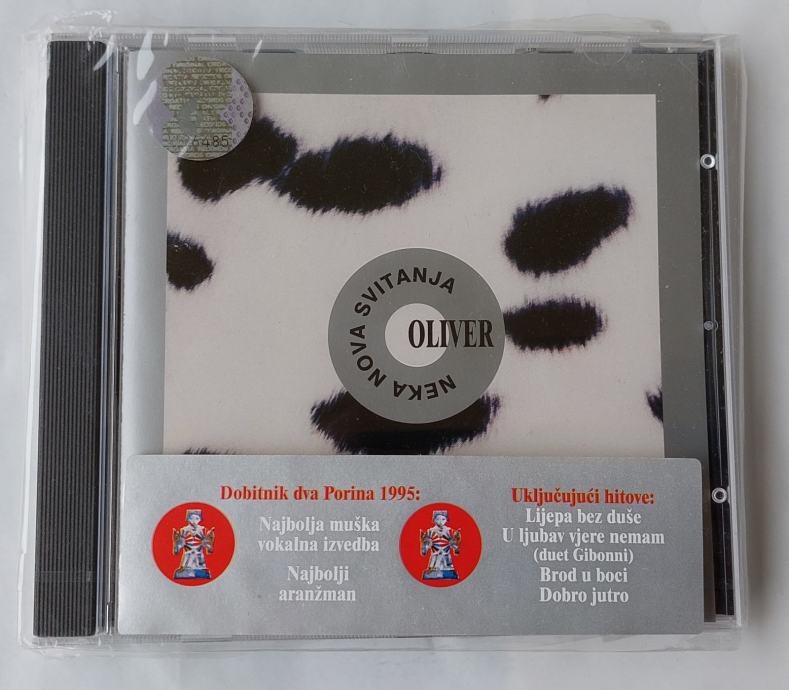 485
NEKA NOVA SVITANJA
OLIVER
Dobitnik dva Porina 1995:
Najbolja muška
vokalna izvedba
Najbolji
aranžman
Uključujući hitove:
Lijepa bez duše
U ljubav vjere nemam
(duet Gibonni)
Brod u boci
Dobro jutro